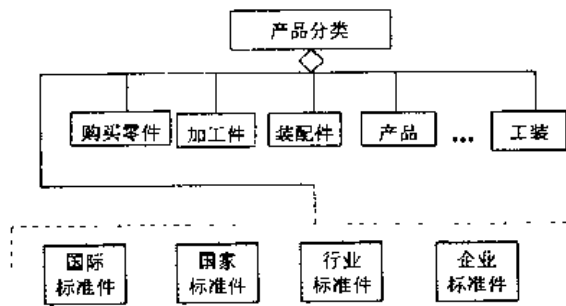 产品分类
购买零件 加工件 装配件 产品 … 工装
国际 国家 行业 企业
标准件 标准件 标准件 标准件